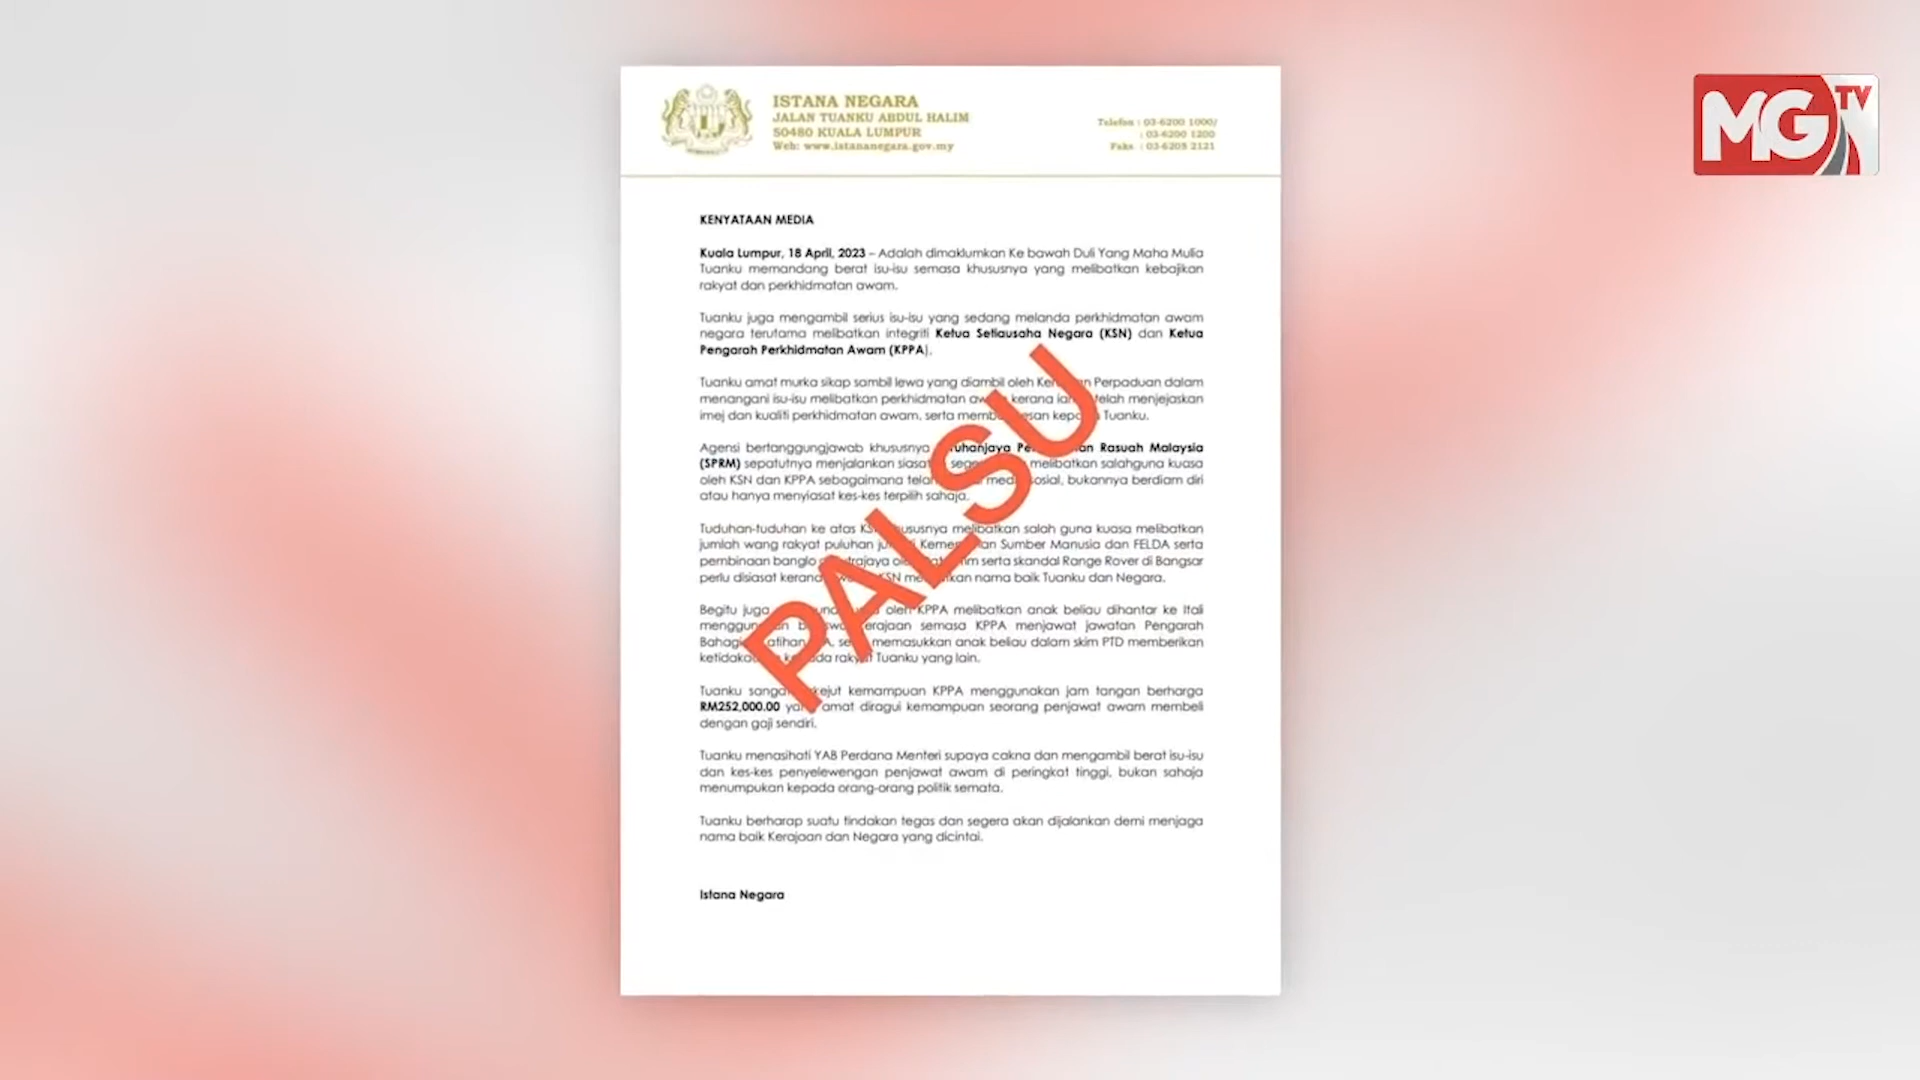 MG TV
ISTANA NEGARA
JALAN TUANKU ABDUL HALIM
50480 KUALA LUMPUR
Web: www.istananegara.gov.my
Telefon : 03-6200 1000/
: 03-6200 1200
Faks : 03-6205 2121
KENYATAAN MEDIA
Kuala Lumpur, 18 April, 2023 – Adalah dimaklumkan Ke bawah Duli Yang Maha Mulia
Tuanku memandang berat isu-isu semasa khususnya yang melibatkan kebajikan
rakyat dan perkhidmatan awam.
Tuanku juga mengambil serius isu-isu yang sedang melanda perkhidmatan awam
negara terutama melibatkan integriti Ketua Setiausaha Negara (KSN) dan Ketua
Pengarah Perkhidmatan Awam (KPPA).
Tuanku amat murka sikap sambil lewa yang diambil oleh Perpaduan dalam
menangani isu-isu melibatkan perkhidmatan kerana telah menjejaskan
imej dan kualiti perkhidmatan awam, serta Tuanku.
Agensi bertanggungjawab khususnya Rasuah Malaysia
(SPRM) sepatutnya menjalankan melibatkan salahguna kuasa
oleh KSN dan KPPA sebagaimana bukannya berdiam diri
atau hanya menyiasat kes-kes terpilih sahaja.
Tuduhan-tuduhan ke atas melibatkan salah guna kuasa melibatkan
jumlah wang rakyat puluhan Sumber Manusia dan FELDA serta
pembinaan banglo serta skandal Range Rover di Bangsar
perlu disiasat KSN nama baik Tuanku dan Negara.
Begitu juga oleh KPPA melibatkan anak beliau dihantar ke Itali
semasa KPPA menjawat jawatan Pengarah
memasukkan anak beliau dalam skim PTD memberikan
Tuanku yang lain.
Tuanku kemampuan KPPA menggunakan jam tangan berharga
RM252,000.00 amat diragui kemampuan seorang penjawat awam membeli
dengan gaji sendiri.
Tuanku menasihati YAB Perdana Menteri supaya cakna dan mengambil berat isu-isu
dan kes-kes penyelewengan penjawat awam di peringkat tinggi, bukan sahaja
menumpukan kepada orang-orang politik semata.
Tuanku berharap suatu tindakan tegas dan segera akan dijalankan demi menjaga
nama baik Kerajaan dan Negara yang dicintai.
Istana Negara
PALSU